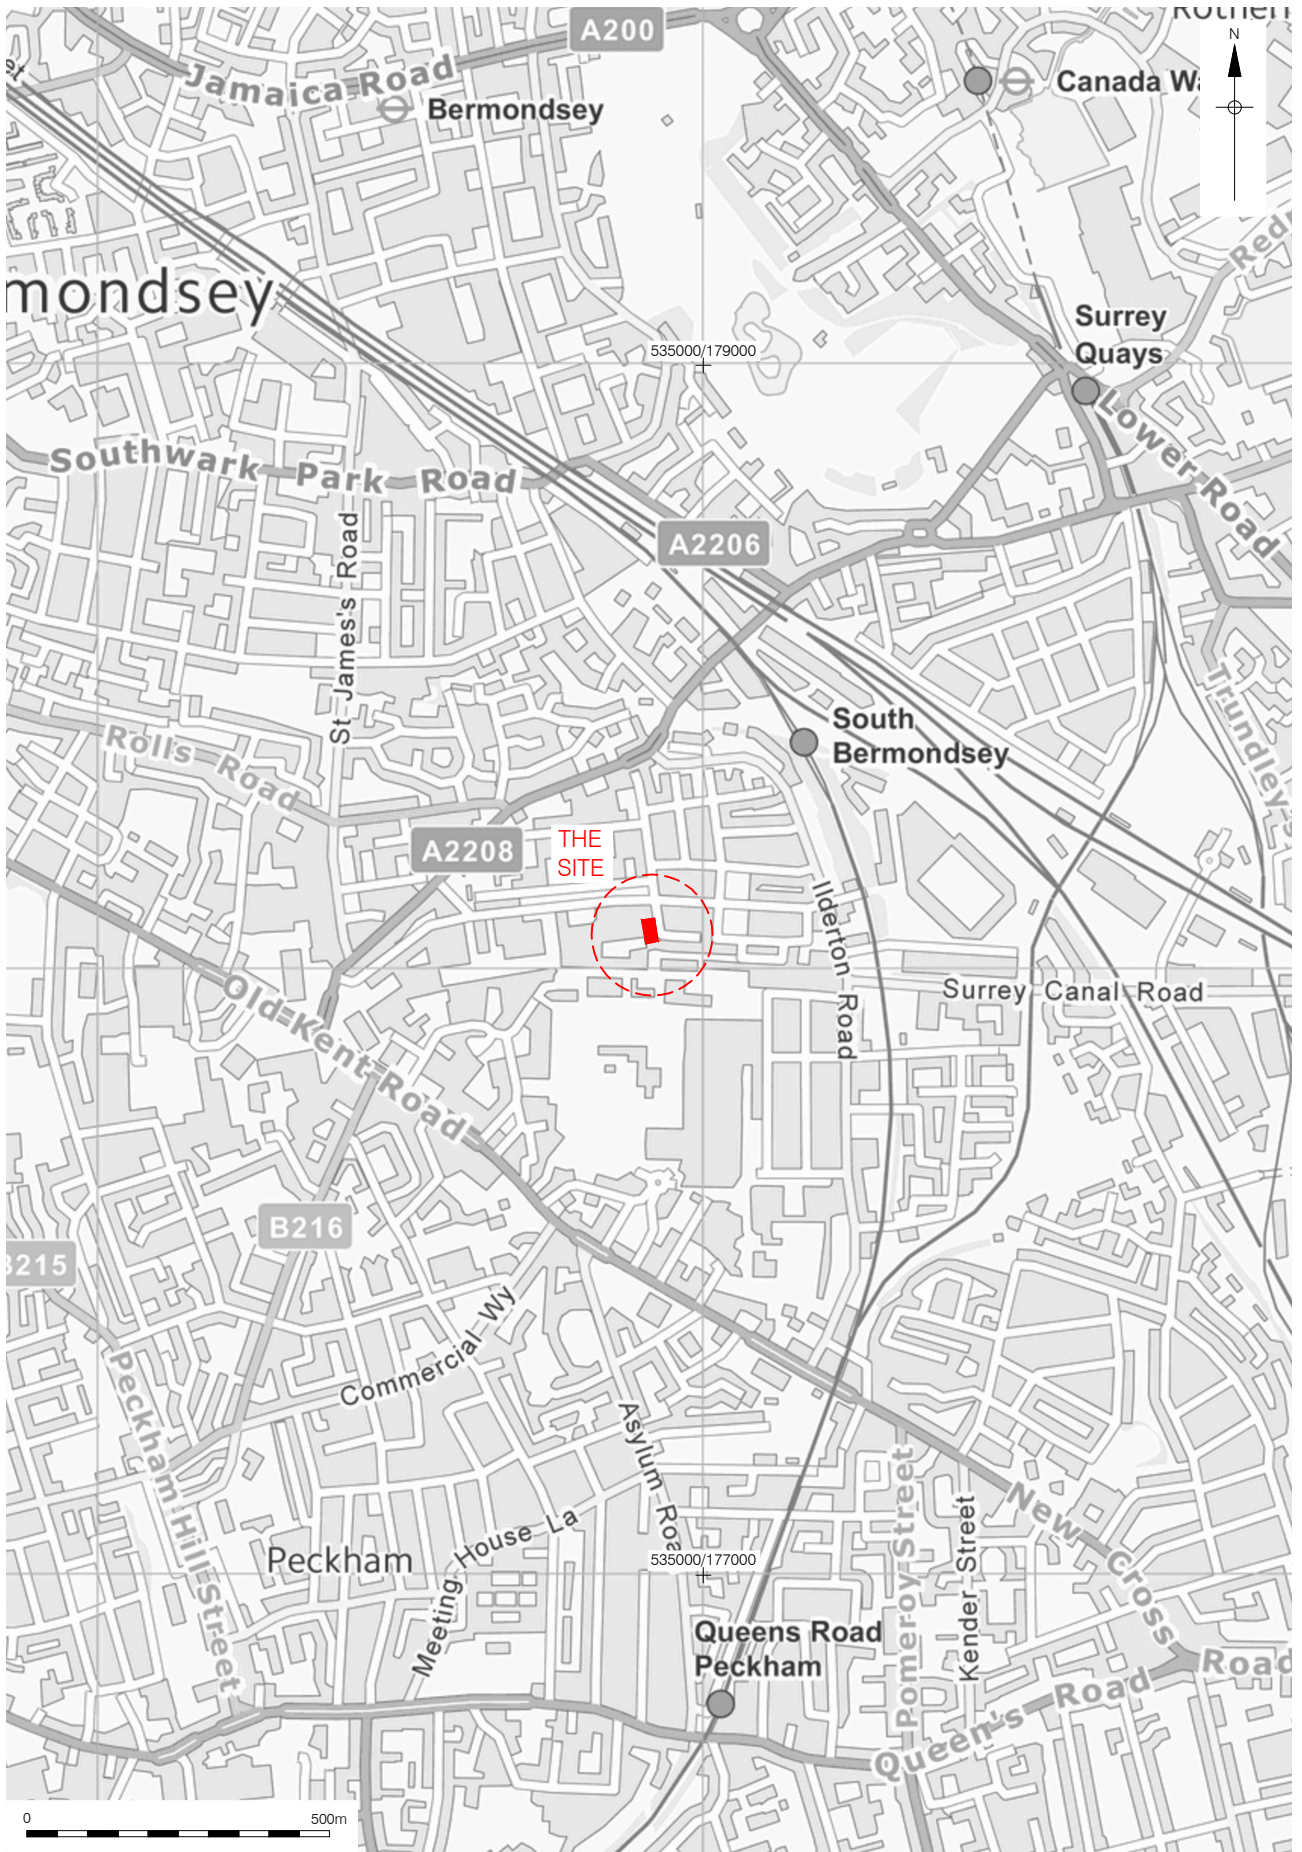 A200
Jamaica Road
Bermondsey
Canada Wa
N
mondsey
Surrey
Quays
535000/179000
Lower Road
Southwark Park Road
St James's Road
A2206
South
Bermondsey
Rolls Road
A2208
THE
SITE
Ilderton Road
Surrey Canal Road
Old Kent Road
B216
Commercial Wy
Peckham Hill Street
Asylum Roa
Meeting House La
Peckham
535000/177000
Pomeroy Street
Kender Street
New Cross Road
Queens Road
Peckham
Queen's Road
0 500m